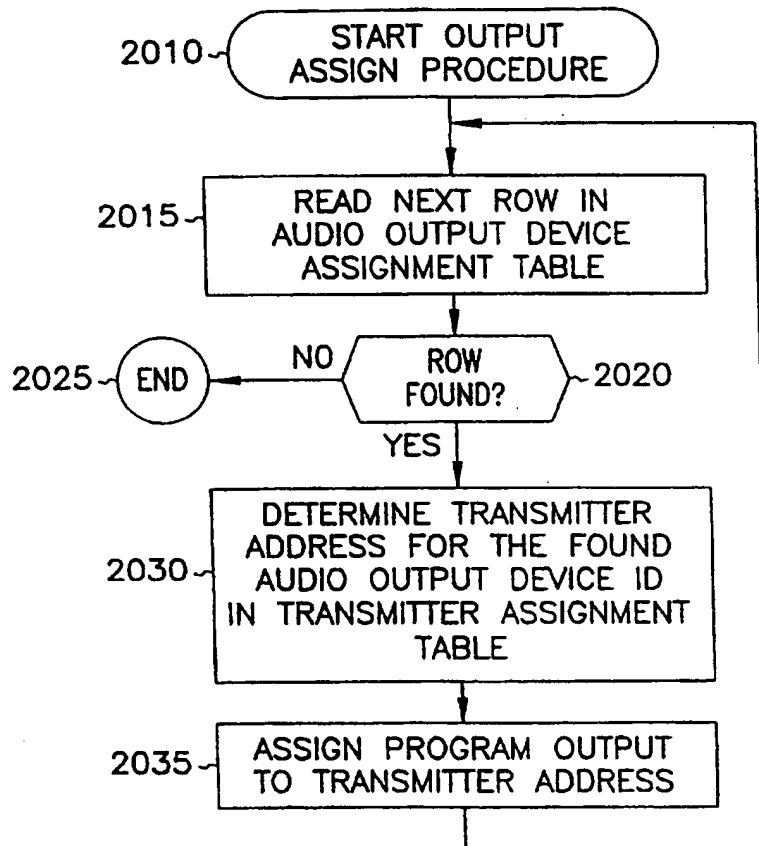 2010
START OUTPUT
ASSIGN PROCEDURE
2015
READ NEXT ROW IN
AUDIO OUTPUT DEVICE
ASSIGNMENT TABLE
2025
END
NO
ROW
FOUND?
2020
YES
2030
DETERMINE TRANSMITTER
ADDRESS FOR THE FOUND
AUDIO OUTPUT DEVICE ID
IN TRANSMITTER ASSIGNMENT
TABLE
2035
ASSIGN PROGRAM OUTPUT
TO TRANSMITTER ADDRESS